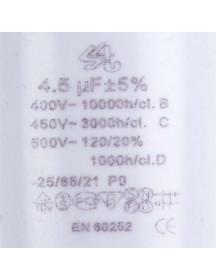 4.5 µF±5%
400V~10000h/cl. B
450V~3000h/cl. C
500V~120/20%
1000h/cl.D
-25/85/21 P0
EN 60252 CE